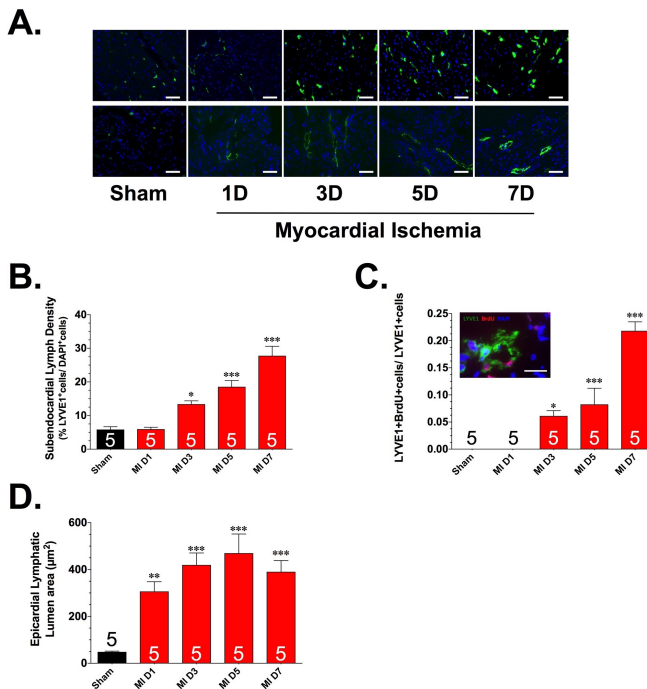 A.
Sham
1D
3D
5D
7D
Myocardial Ischemia
B.
Subendocardial Lymph Density
(% LYVE1⁺cells/ DAPI⁺cells)
40
30
20
10
0
5
5
5
5
5
*
***
***
Sham
MI D1
MI D3
MI D5
MI D7
C.
LYVE1+BrdU+cells/ LYVE1+cells
0.25
0.20
0.15
0.10
0.05
0.00
LYVE1 BrdU DAPI
5
5
5
5
5
*
***
***
Sham
MI D1
MI D3
MI D5
MI D7
D.
Epicardial Lymphatic
Lumen area (µm²)
600
400
200
0
5
5
5
5
5
**
***
***
***
Sham
MI D1
MI D3
MI D5
MI D7